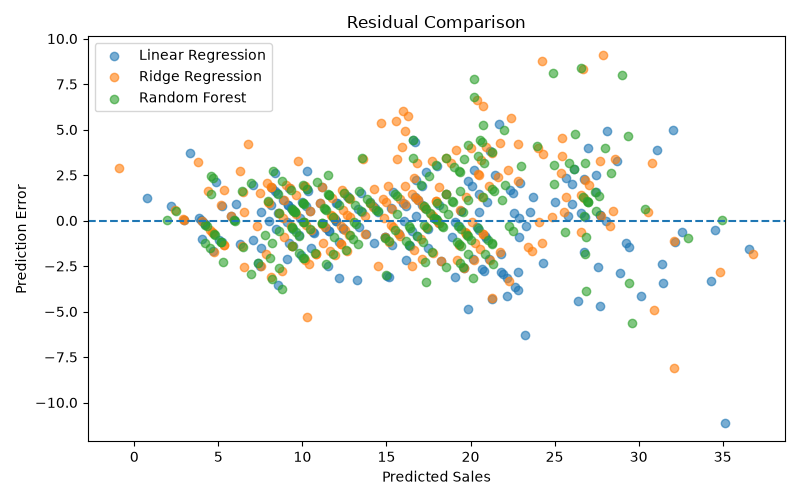 Residual Comparison
Linear Regression
Ridge Regression
Random Forest
10.0
7.5
5.0
2.5
0.0
−2.5
−5.0
−7.5
−10.0
Prediction Error
0 5 10 15 20 25 30 35
Predicted Sales